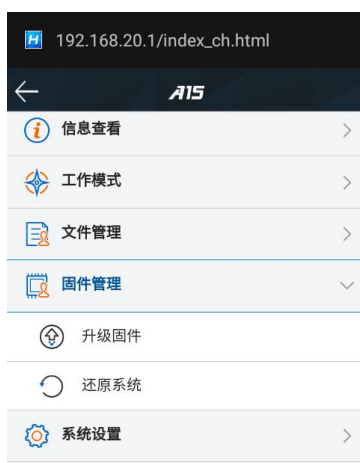 H 192.168.20.1/index_ch.html
A15
信息查看
工作模式
文件管理
固件管理
升级固件
还原系统
系统设置